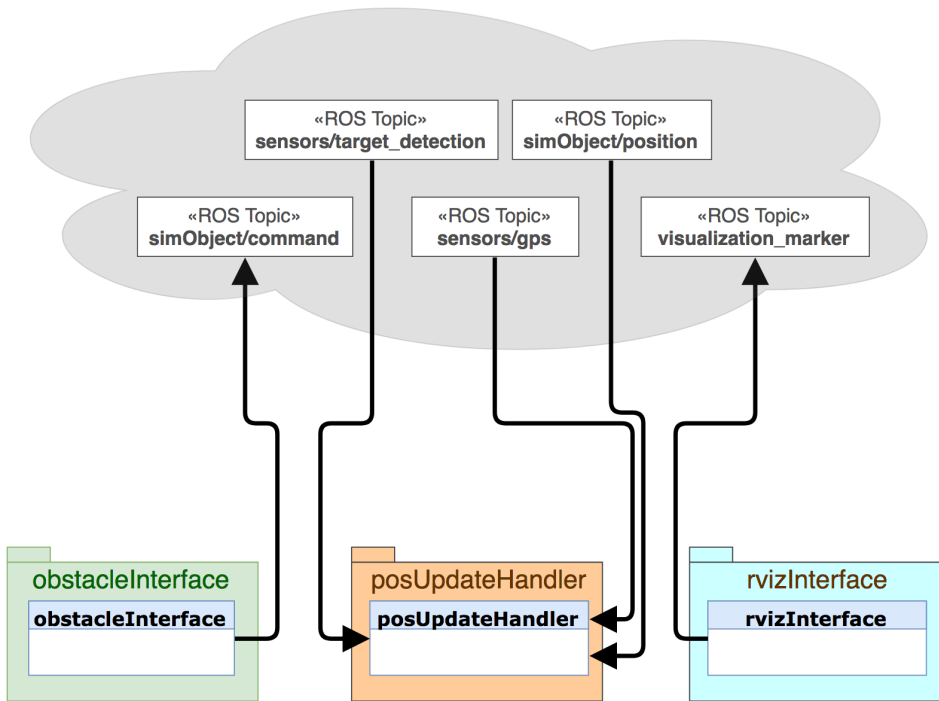 «ROS Topic»
sensors/target_detection
«ROS Topic»
simObject/position
«ROS Topic»
simObject/command
«ROS Topic»
sensors/gps
«ROS Topic»
visualization_marker
obstacleInterface
obstacleInterface
posUpdateHandler
posUpdateHandler
rvizInterface
rvizInterface